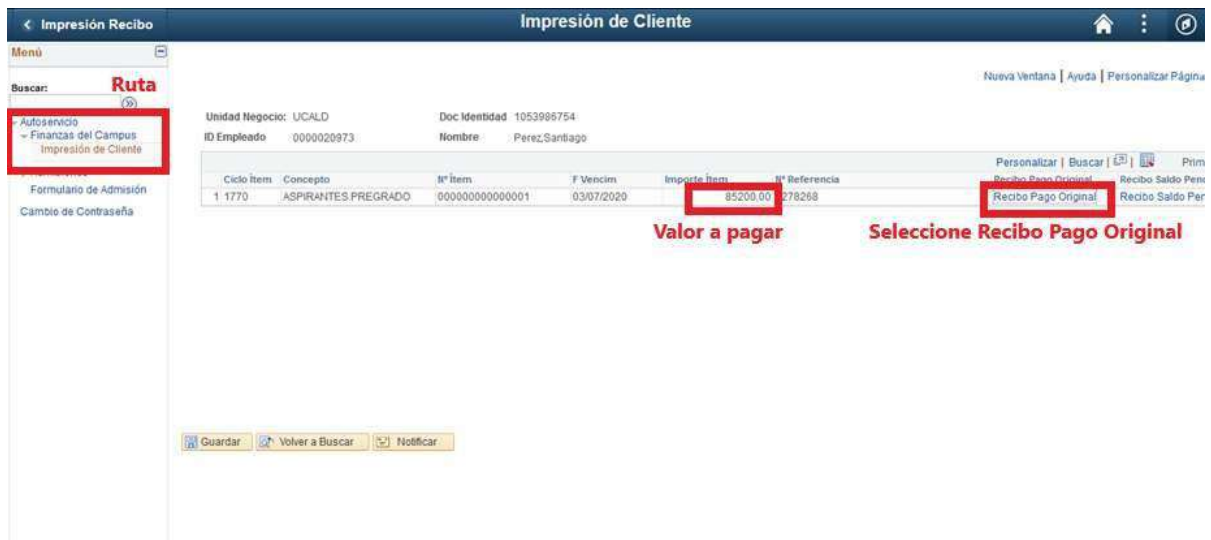 Impresión Recibo
Impresión de Cliente
Menú
Nueva Ventana | Ayuda | Personalizar Página
Buscar:
Ruta
Autoservicio
Finanzas del Campus
Impresión de Cliente
Formulario de Admisión
Cambio de Contraseña
Unidad Negocio: UCALD Doc Identidad 1053986754
ID Empleado 0000020973 Nombre Perez,Santiago
Personalizar | Buscar |
Ciclo Ítem Concepto Nº Ítem F Vencim Importe Ítem Nº Referencia Recibo Pago Original Recibo Saldo
1 1770 ASPIRANTES PREGRADO 000000000000001 03/07/2020 85200,00 278268 Recibo Pago Original Recibo Saldo
Valor a pagar Seleccione Recibo Pago Original
Guardar Volver a Buscar Notificar